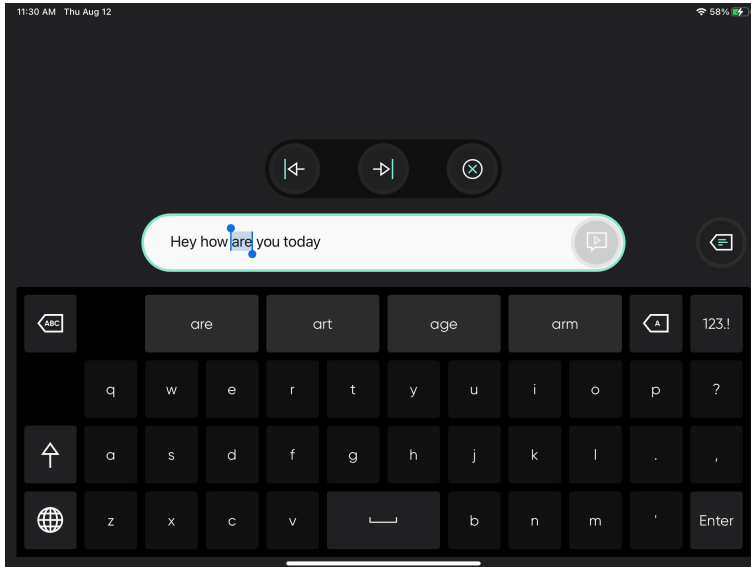 11:30 AM Thu Aug 12 58%
Hey how are you today
ABC are art age arm A 123.!
q w e r t y u i o p ?
a s d f g h j k l . ,
z x c v b n m ' Enter